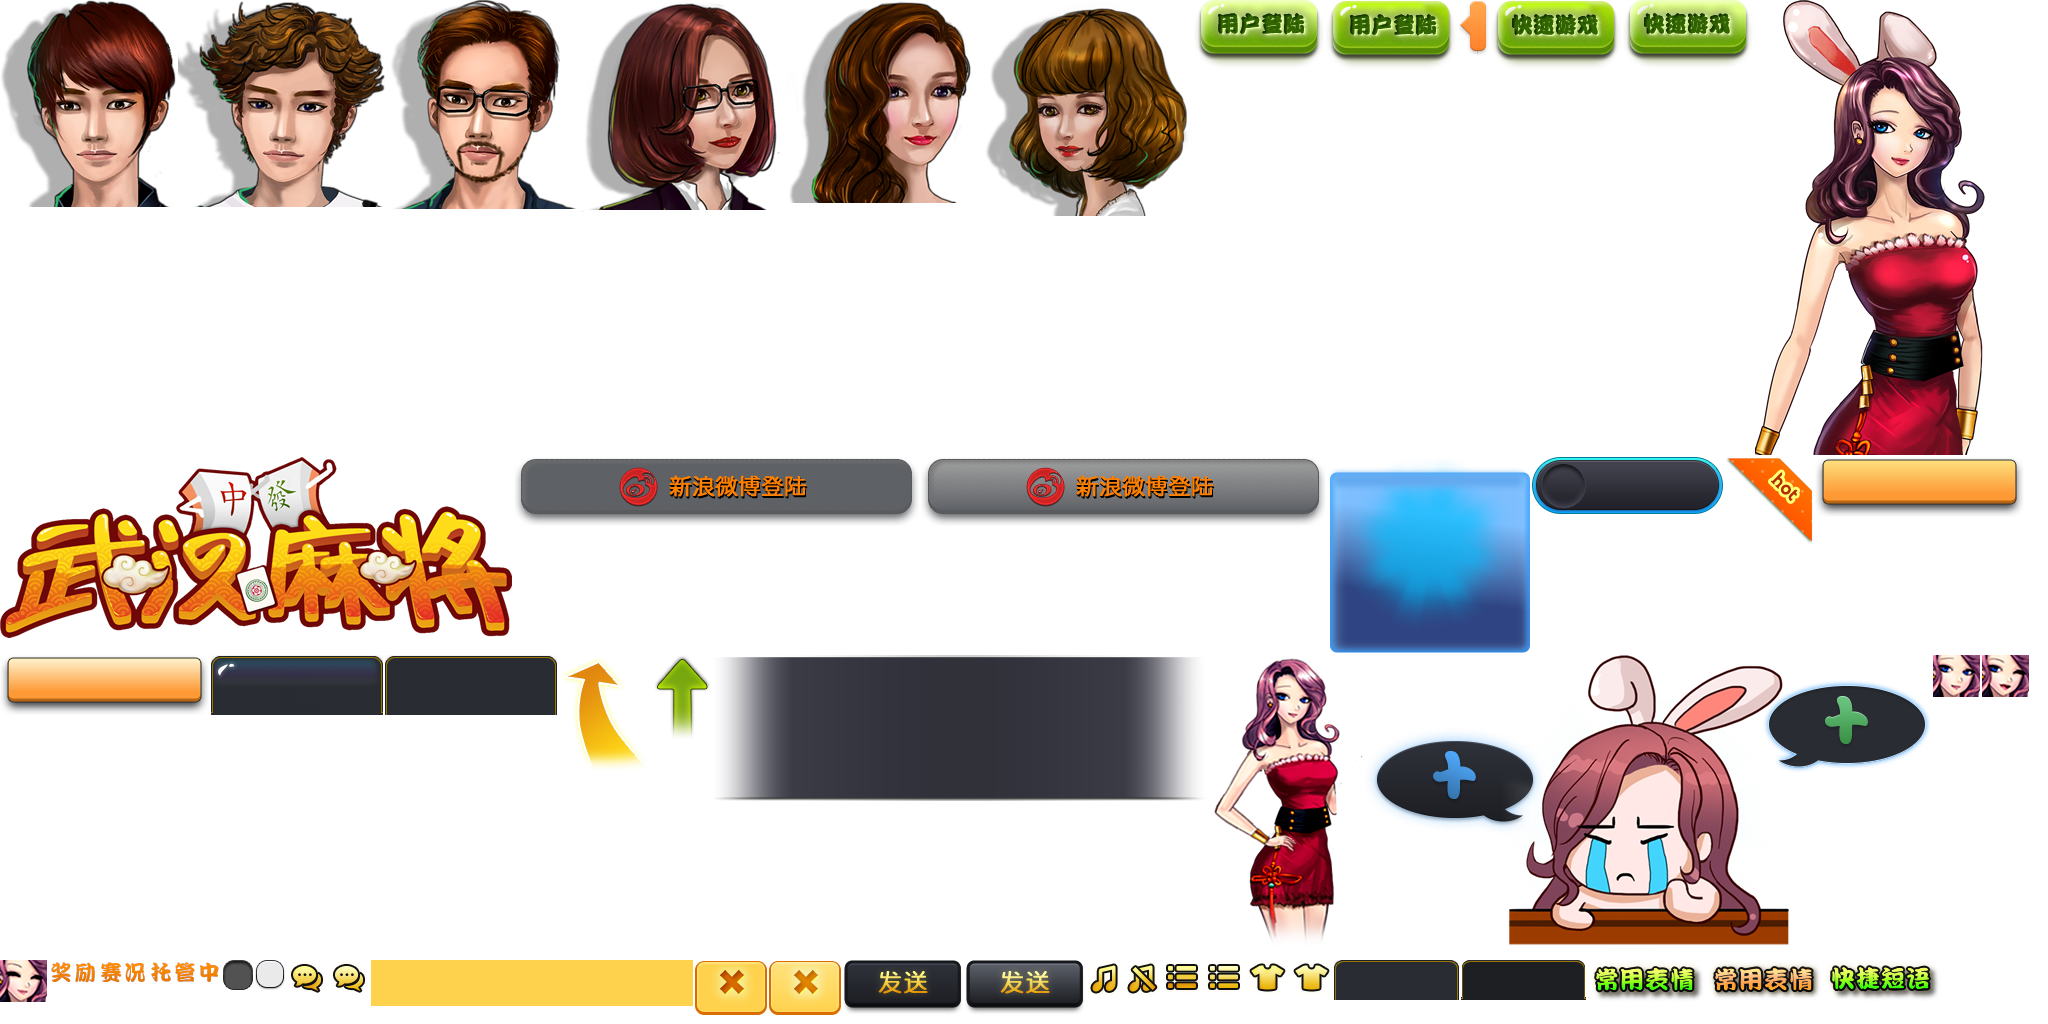 用户登陆
用户登陆
快速游戏
快速游戏
中
發
武汉麻将
新浪微博登陆
新浪微博登陆
hot
奖励
赛况
托管中
发送
发送
常用表情
常用表情
快捷短语